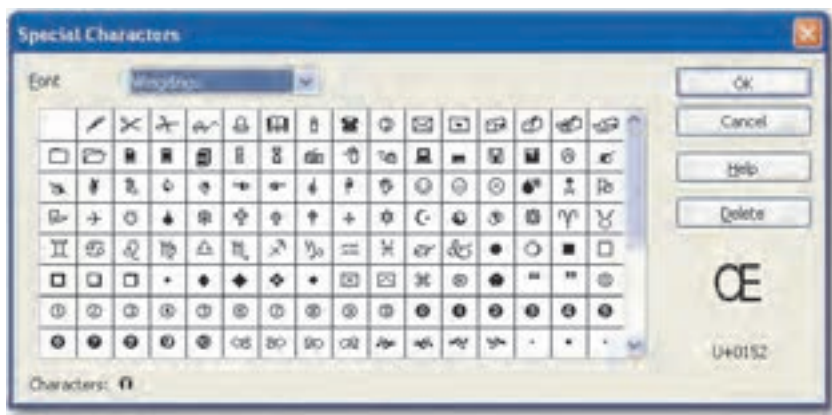 Special Characters
Font Wingdings
OK
Cancel
Help
Delete
Œ
U+0152
Characters: